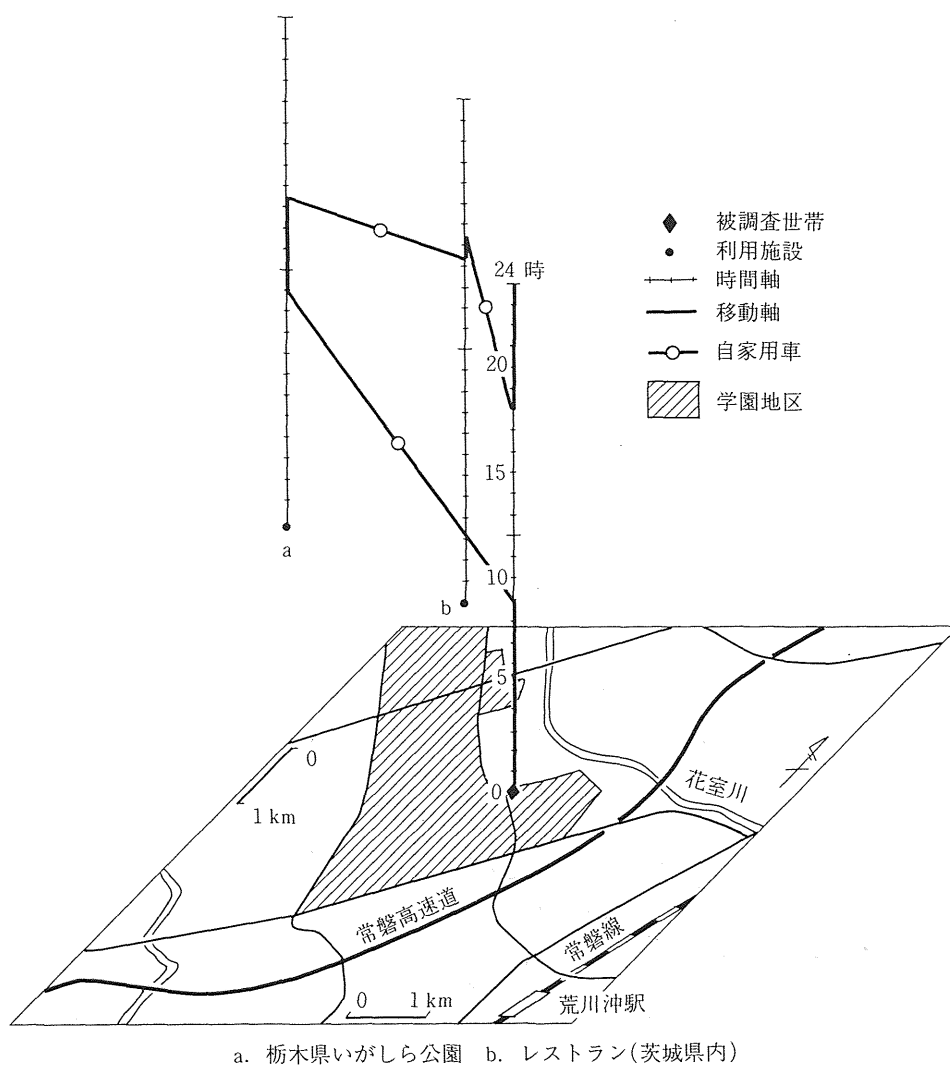 24 時
20
15
10
5
0
a
b
被調査世帯
利用施設
時間軸
移動軸
自家用車
学園地区
0
1 km
花室川
常磐高速道
常磐線
0 1 km
荒川沖駅
a. 栃木県いがしら公園 b. レストラン(茨城県内)